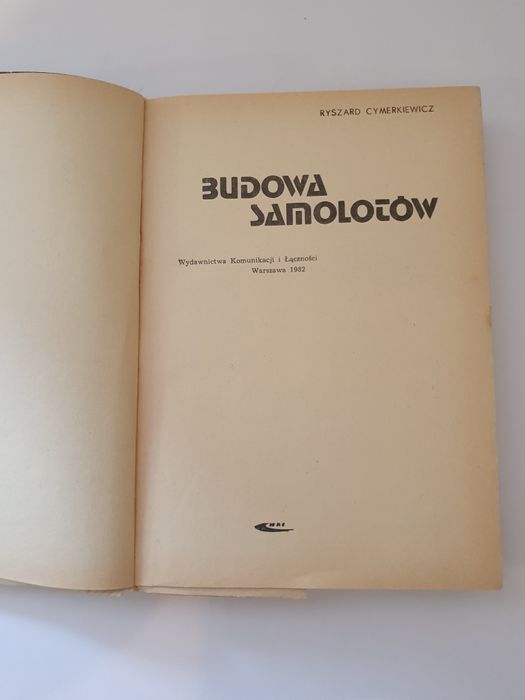 RYSZARD CYMERKIEWICZ
BUDOWA
SAMOLOTÓW
Wydawnictwa Komunikacji i Łączności
Warszawa 1982